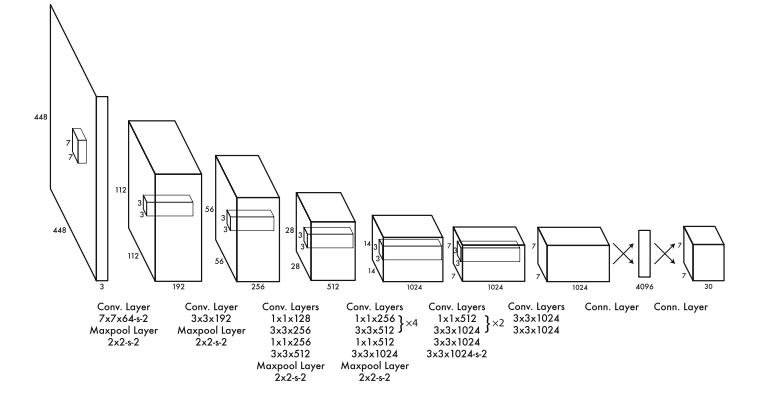 448
448
7
7
3
112
112
3
3
192
56
56
3
3
256
28
28
3
3
512
14
14
3
3
1024
7
7
3
3
1024
7
7
1024
4096
7
7
30
Conv. Layer
7x7x64-s-2
Maxpool Layer
2x2-s-2
Conv. Layer
3x3x192
Maxpool Layer
2x2-s-2
Conv. Layers
1x1x128
3x3x256
1x1x256
3x3x512
Maxpool Layer
2x2-s-2
Conv. Layers
1x1x256
3x3x512
}×4
1x1x512
3x3x1024
Maxpool Layer
2x2-s-2
Conv. Layers
1x1x512
3x3x1024
}×2
3x3x1024
3x3x1024-s-2
Conv. Layers
3x3x1024
3x3x1024
Conn. Layer
Conn. Layer